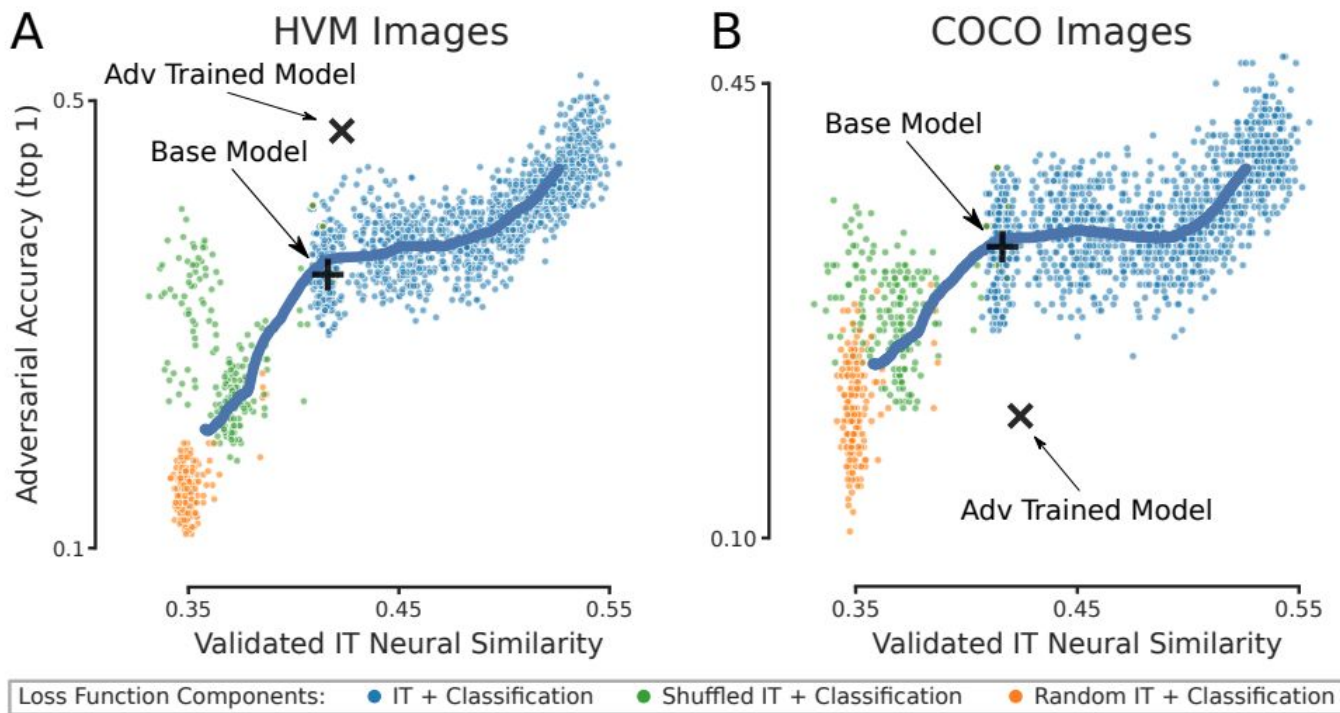 A
HVM Images
Adv Trained Model
Base Model
Adversarial Accuracy (top 1)
0.5
0.1
0.35
0.45
0.55
Validated IT Neural Similarity
B
COCO Images
Base Model
Adv Trained Model
0.45
0.10
0.35
0.45
0.55
Validated IT Neural Similarity
Loss Function Components: IT + Classification Shuffled IT + Classification Random IT + Classification